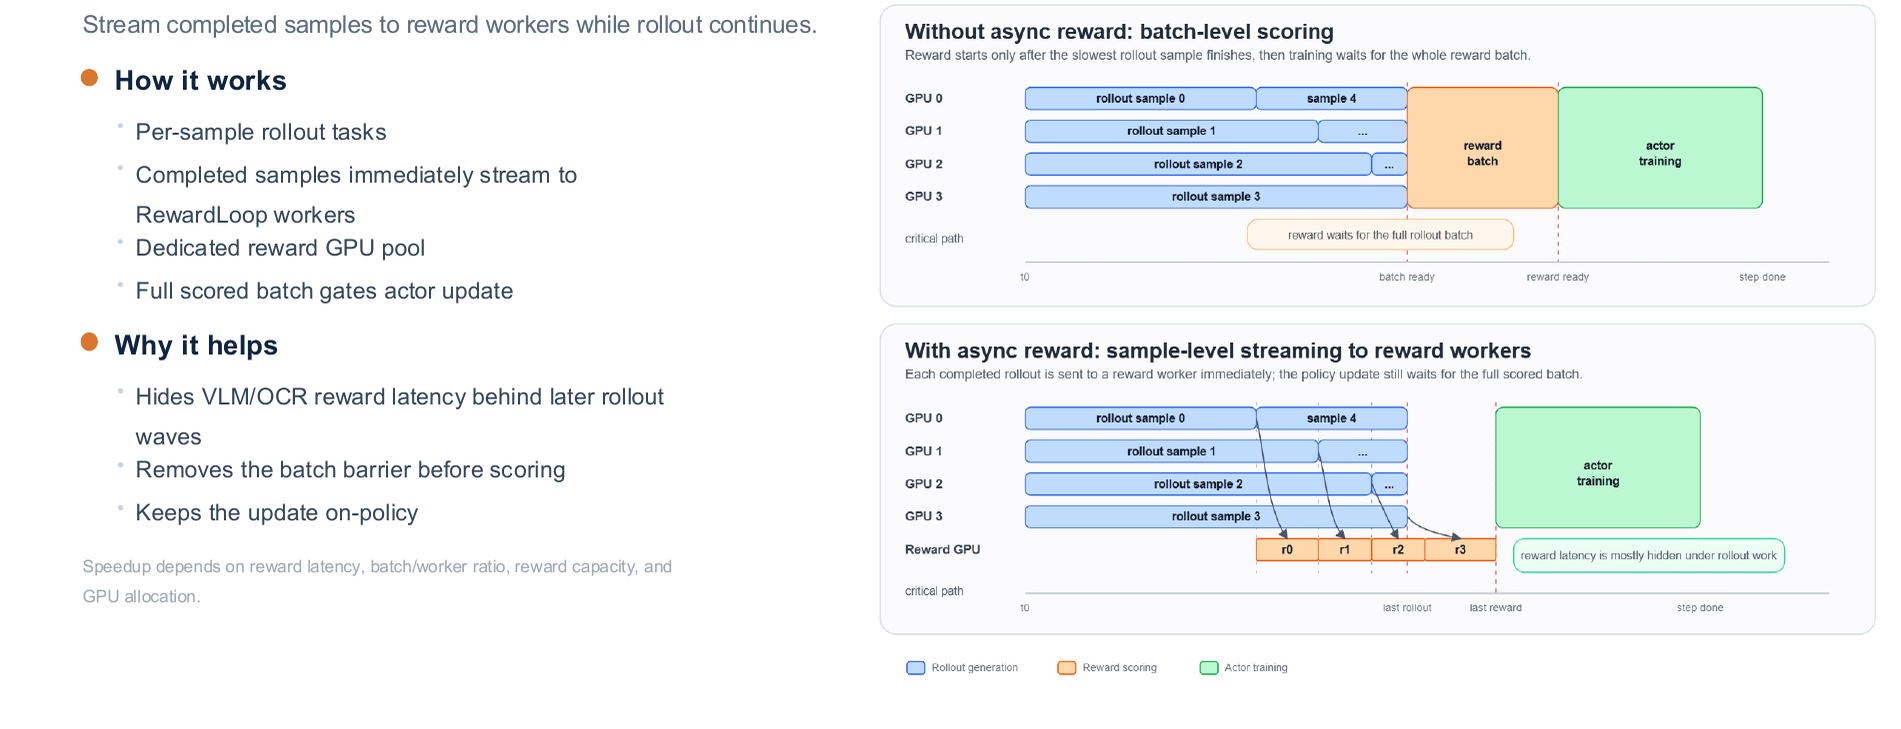 Stream completed samples to reward workers while rollout continues.
How it works
Per-sample rollout tasks
Completed samples immediately stream to
RewardLoop workers
Dedicated reward GPU pool
Full scored batch gates actor update
Why it helps
Hides VLM/OCR reward latency behind later rollout
waves
Removes the batch barrier before scoring
Keeps the update on-policy
Speedup depends on reward latency, batch/worker ratio, reward capacity, and
GPU allocation.
Without async reward: batch-level scoring
Reward starts only after the slowest rollout sample finishes, then training waits for the whole reward batch.
GPU 0 rollout sample 0 sample 4
GPU 1 rollout sample 1 ...
GPU 2 rollout sample 2 ...
GPU 3 rollout sample 3
reward
batch
actor
training
critical path reward waits for the full rollout batch
t0 batch ready reward ready step done
With async reward: sample-level streaming to reward workers
Each completed rollout is sent to a reward worker immediately; the policy update still waits for the full scored batch.
GPU 0 rollout sample 0 sample 4
GPU 1 rollout sample 1 ...
GPU 2 rollout sample 2 ...
GPU 3 rollout sample 3
actor
training
Reward GPU r0 r1 r2 r3 reward latency is mostly hidden under rollout work
critical path
t0 last rollout last reward step done
Rollout generation Reward scoring Actor training